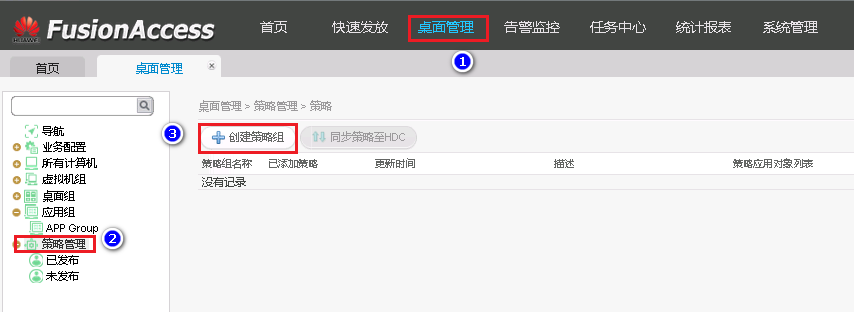 HUAWEI FusionAccess 首页 快速发放 桌面管理 告警监控 任务中心 统计报表 系统管理
1
首页 桌面管理 ×
桌面管理 > 策略管理 > 策略
3
创建策略组 同步策略至HDC
策略组名称 已添加策略 更新时间 描述 策略应用对象列表
没有记录
导航
业务配置
所有计算机
虚拟机组
桌面组
应用组
APP Group
策略管理 2
已发布
未发布